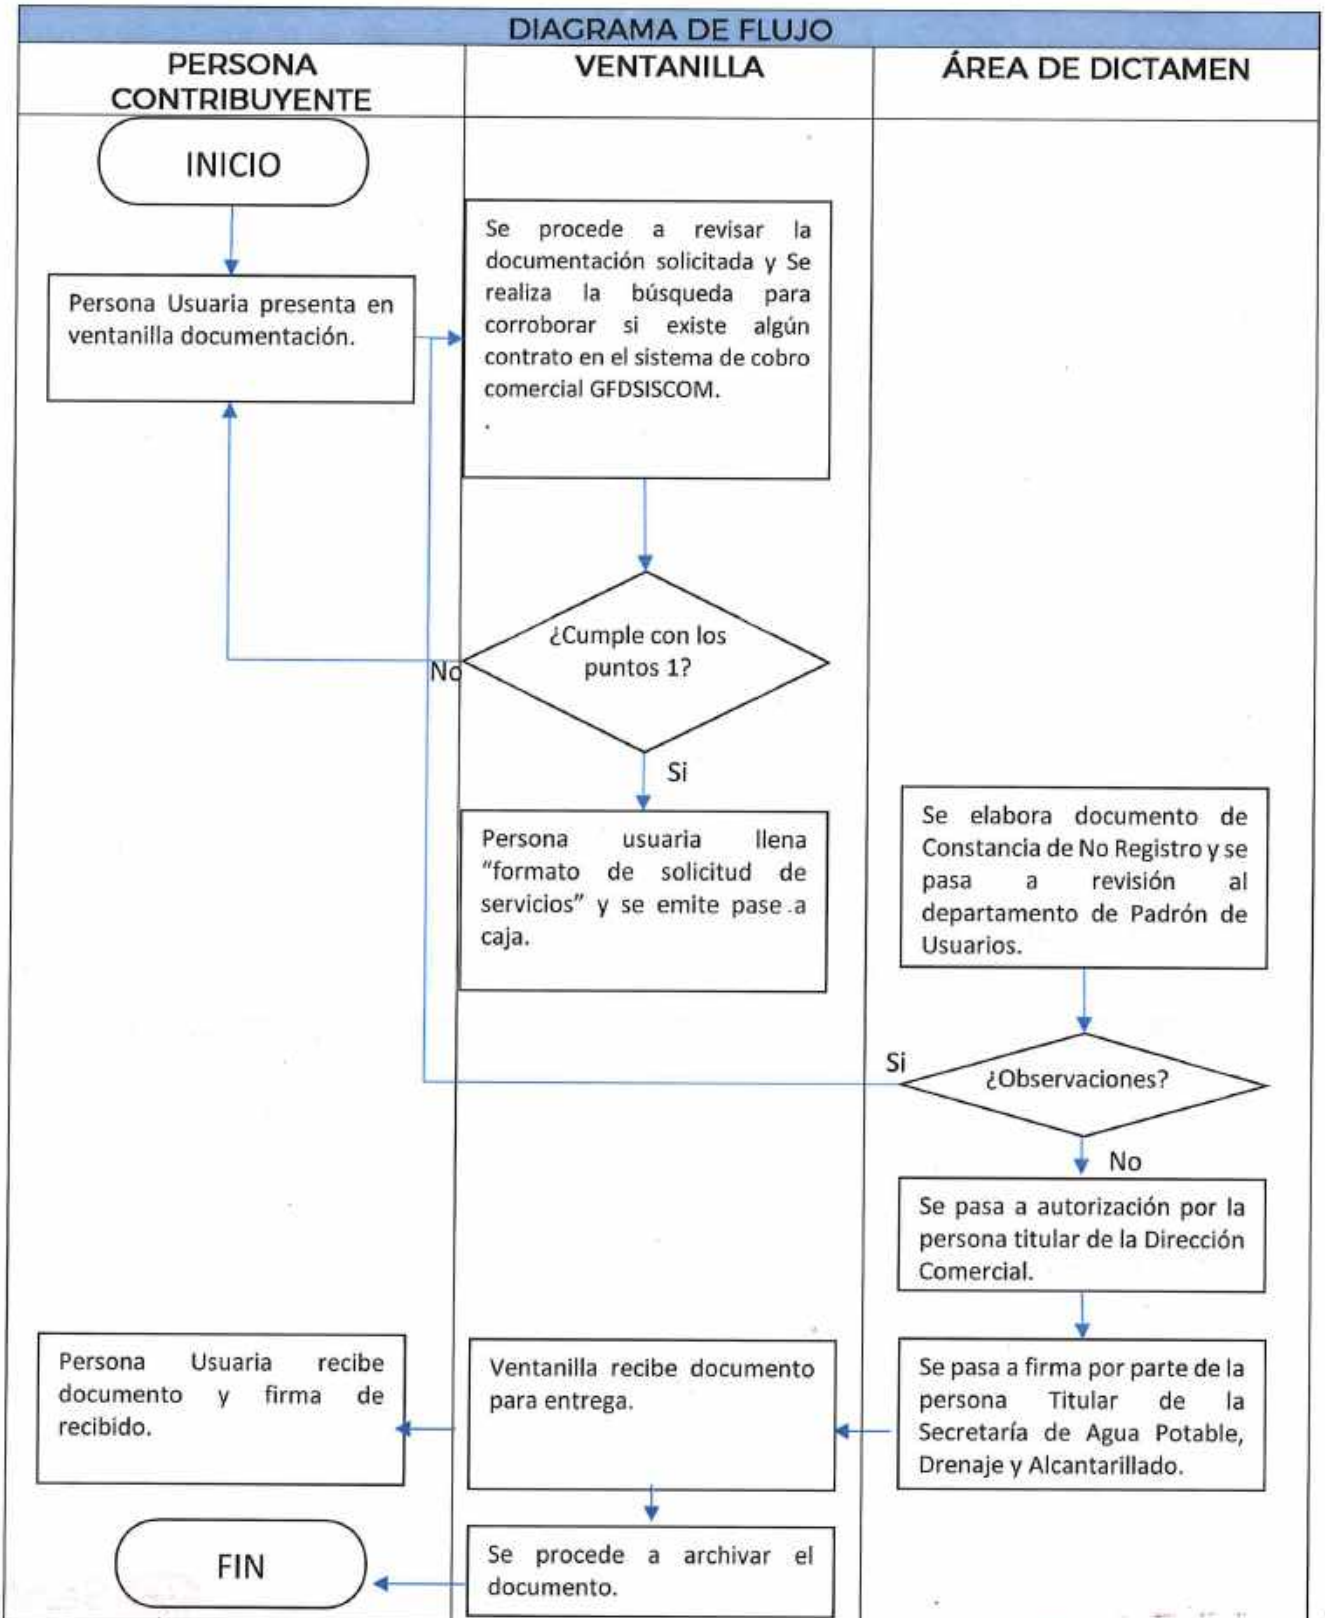 DIAGRAMA DE FLUJO
PERSONA
CONTRIBUYENTE
VENTANILLA
ÁREA DE DICTAMEN
INICIO
Persona Usuaria presenta en
ventanilla documentación.
Se procede a revisar la
documentación solicitada y Se
realiza la búsqueda para
corroborar si existe algún
contrato en el sistema de cobro
comercial GFDSISCOM.
.
¿Cumple con los
puntos 1?
No
Si
Persona usuaria llena
“formato de solicitud de
servicios” y se emite pase a
caja.
Se elabora documento de
Constancia de No Registro y se
pasa a revisión al
departamento de Padrón de
Usuarios.
Si
¿Observaciones?
No
Se pasa a autorización por la
persona titular de la Dirección
Comercial.
Se pasa a firma por parte de la
persona Titular de la
Secretaría de Agua Potable,
Drenaje y Alcantarillado.
Ventanilla recibe documento
para entrega.
Persona Usuaria recibe
documento y firma de
recibido.
Se procede a archivar el
documento.
FIN